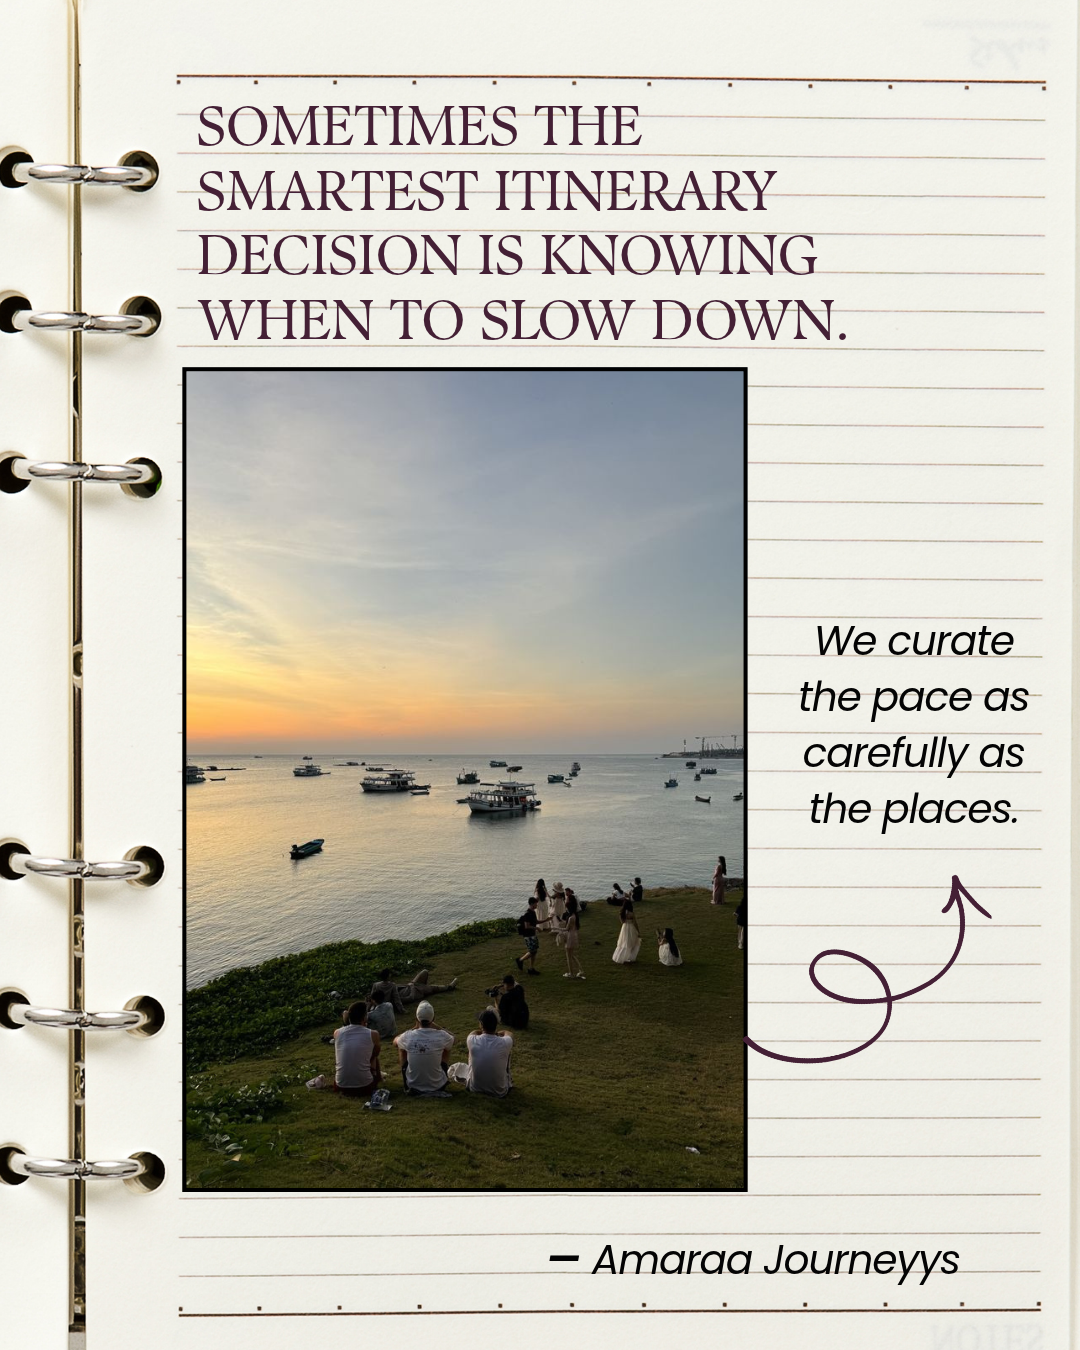 SOMETIMES THE
SMARTEST ITINERARY
DECISION IS KNOWING
WHEN TO SLOW DOWN.
We curate
the pace as
carefully as
the places.
– Amaraa Journeyys
NOTES